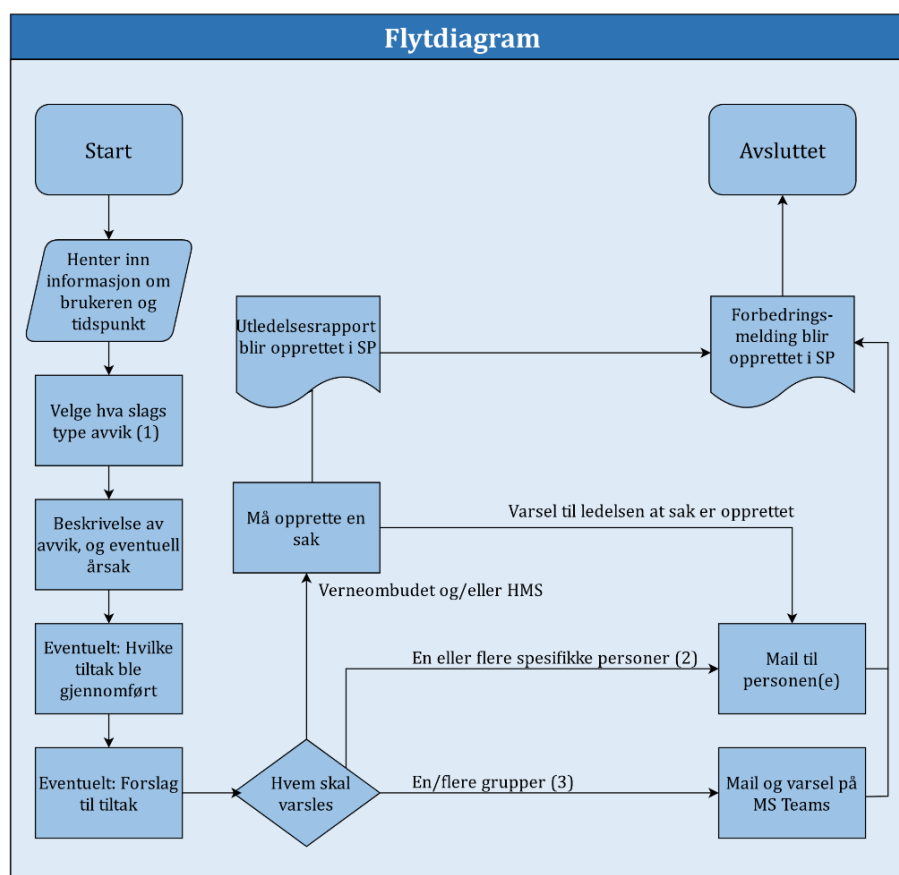 Flytdiagram
Start
Henter inn
informasjon om
brukeren og
tidspunkt
Velge hva slags
type avvik (1)
Beskrivelse av
avvik, og eventuell
årsak
Eventuelt: Hvilke
tiltak ble
gjennomført
Eventuelt: Forslag
til tiltak
Hvem skal
varsles
Verneombudet og/eller HMS
Må opprette en
sak
Utledelsesrapport
blir opprettet i SP
Varsel til ledelsen at sak er opprettet
En eller flere spesifikke personer (2)
Mail til
personen(e)
En/flere grupper (3)
Mail og varsel på
MS Teams
Forbedrings-
melding blir
opprettet i SP
Avsluttet